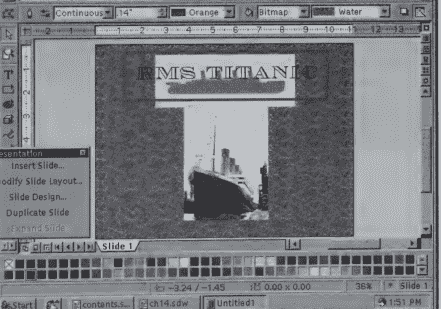 Continuous .14" Orange Bitmap Water
RMS TITANIC
esentation
Insert Slide...
odify Slide Layout...
Slide Design...
Duplicate Slide
Expand Slide
Slide 1
-3.24 / -1.45 0.00 x 0.00 36% * Slide 1
Start contents.s... ch14.sdw Untitled1 1:51 PM